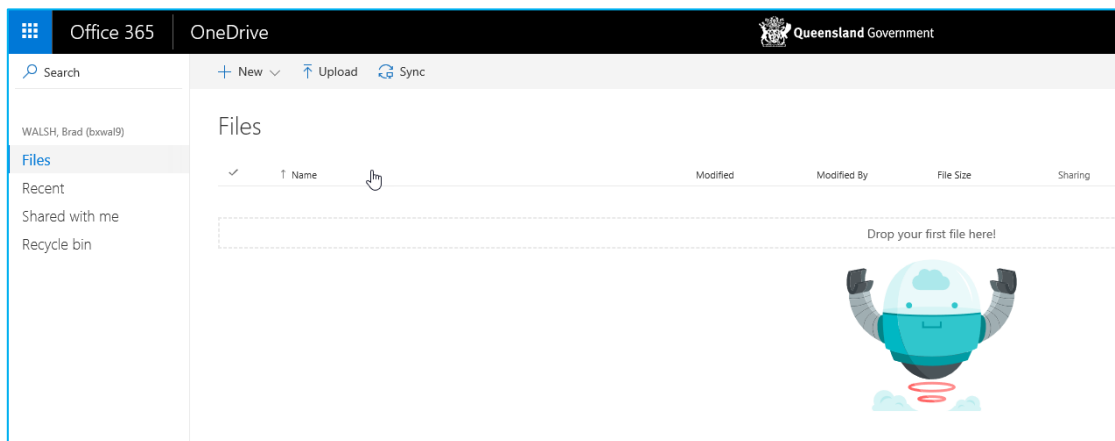 Office 365 OneDrive Queensland Government
Search
New Upload Sync
WALSH, Brad (bxwal9)
Files
Recent
Shared with me
Recycle bin
Files
↑ Name Modified Modified By File Size Sharing
Drop your first file here!